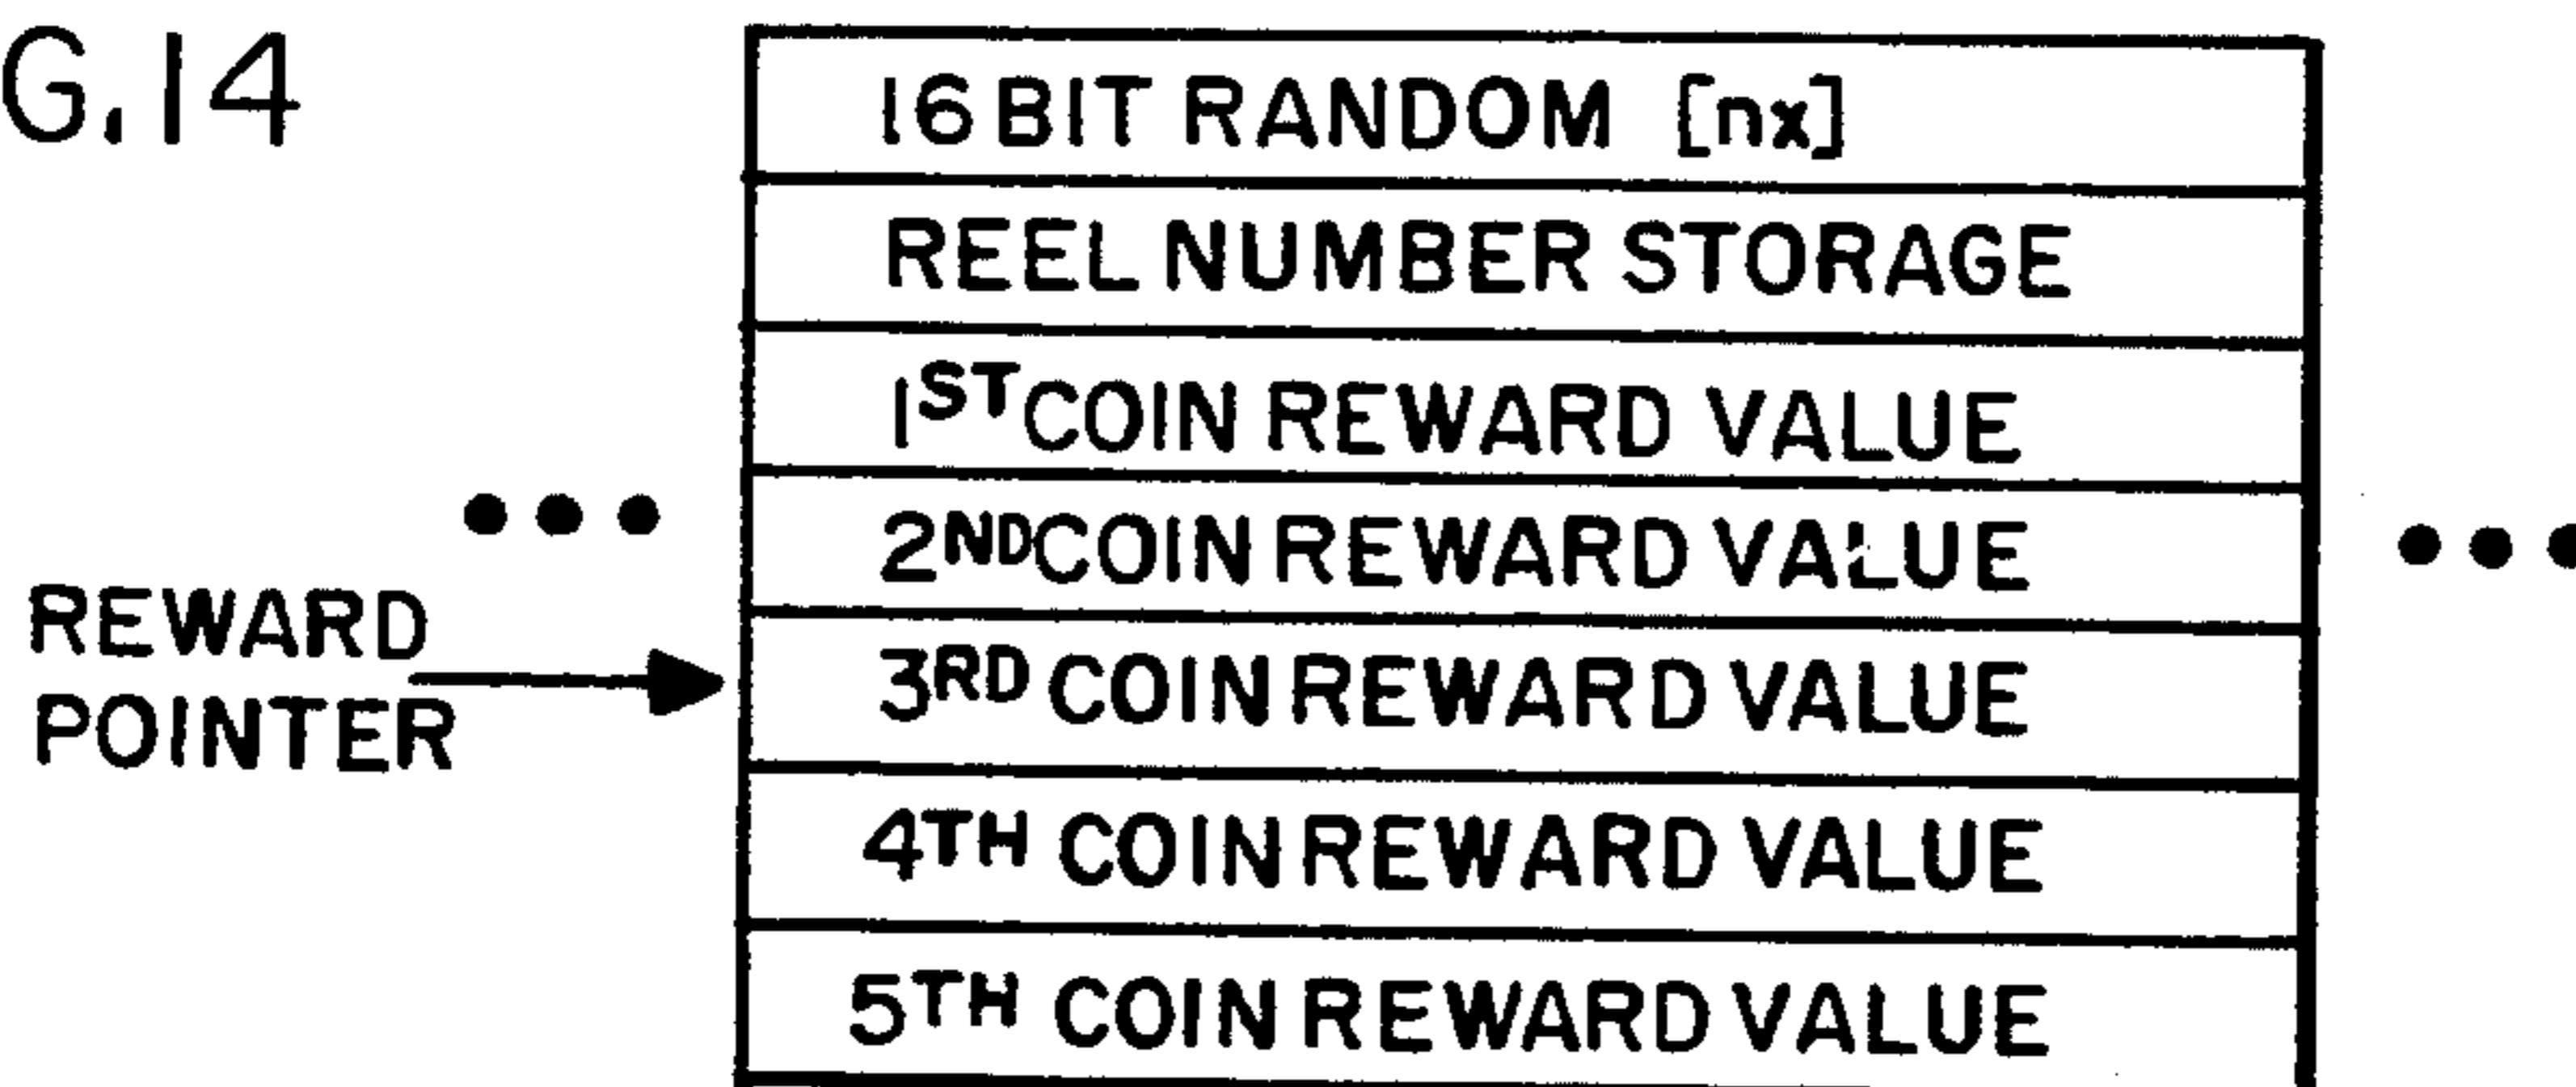 G.14
16 BIT RANDOM [nx]
REEL NUMBER STORAGE
1ST COIN REWARD VALUE
2ND COIN REWARD VALUE
REWARD
POINTER
3RD COIN REWARD VALUE
4TH COIN REWARD VALUE
5TH COIN REWARD VALUE